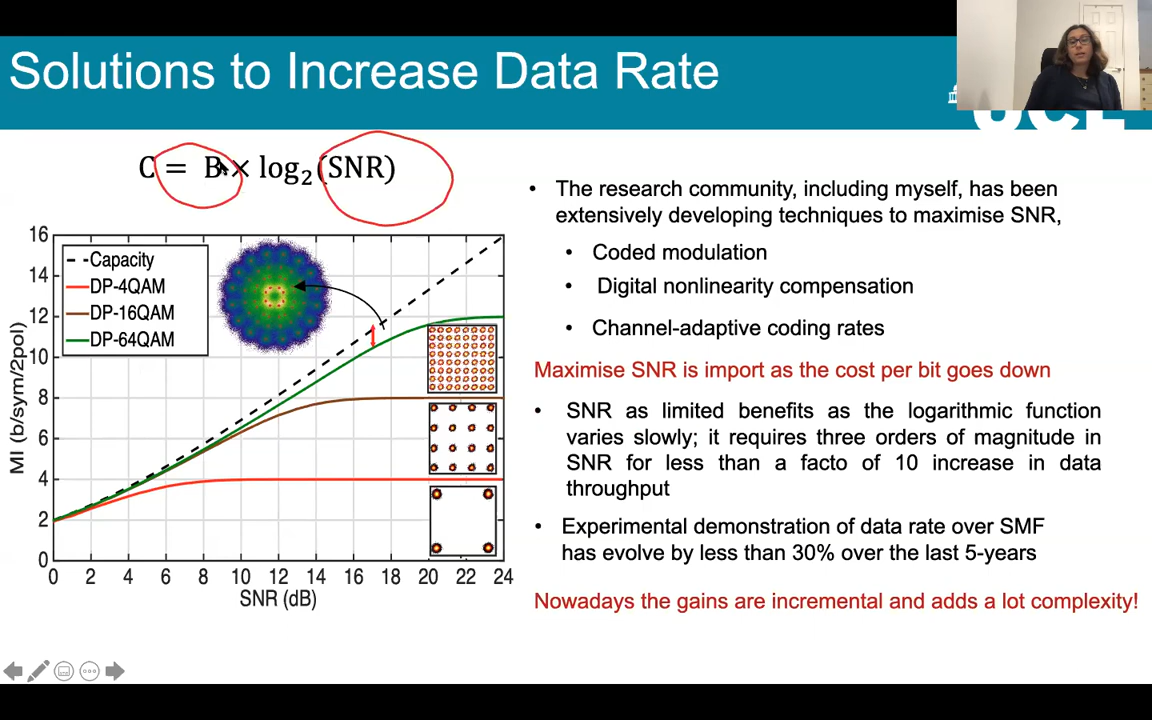 Solutions to Increase Data Rate
UCL
C = B × log₂(SNR)
16
14
12
10
8
6
4
2
0
MI (b/sym/2pol)
Capacity
DP-4QAM
DP-16QAM
DP-64QAM
0 2 4 6 8 10 12 14 16 18 20 22 24
SNR (dB)
• The research community, including myself, has been
extensively developing techniques to maximise SNR,
• Coded modulation
• Digital nonlinearity compensation
• Channel-adaptive coding rates
Maximise SNR is import as the cost per bit goes down
• SNR as limited benefits as the logarithmic function
varies slowly; it requires three orders of magnitude in
SNR for less than a facto of 10 increase in data
throughput
• Experimental demonstration of data rate over SMF
has evolve by less than 30% over the last 5-years
Nowadays the gains are incremental and adds a lot complexity!